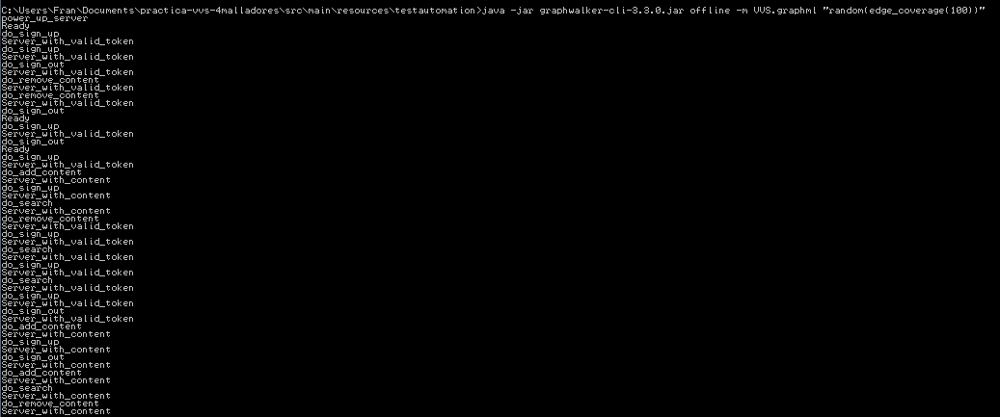 C:\Users\Fran\Documents\practica-vvs-4malladores\src\main\resources\testautomation>java -jar graphwalker-cli-3.3.0.jar offline -m VVS.graphml "random(edge_coverage(100))"
power_up_server
Ready
do_sign_up
Server_with_valid_token
do_sign_up
Server_with_valid_token
do_sign_out
Server_with_valid_token
do_remove_content
Server_with_valid_token
do_remove_content
Server_with_valid_token
do_sign_out
Ready
do_sign_up
Server_with_valid_token
do_sign_out
Ready
do_sign_up
Server_with_valid_token
do_add_content
Server_with_content
do_sign_up
Server_with_content
do_search
Server_with_content
do_remove_content
Server_with_valid_token
do_sign_up
Server_with_valid_token
do_search
Server_with_valid_token
do_sign_up
Server_with_valid_token
do_search
Server_with_valid_token
do_sign_up
Server_with_valid_token
do_sign_out
Server_with_valid_token
do_add_content
Server_with_content
do_sign_up
Server_with_content
do_sign_out
Server_with_content
do_add_content
Server_with_content
do_search
Server_with_content
do_remove_content
Server_with_content